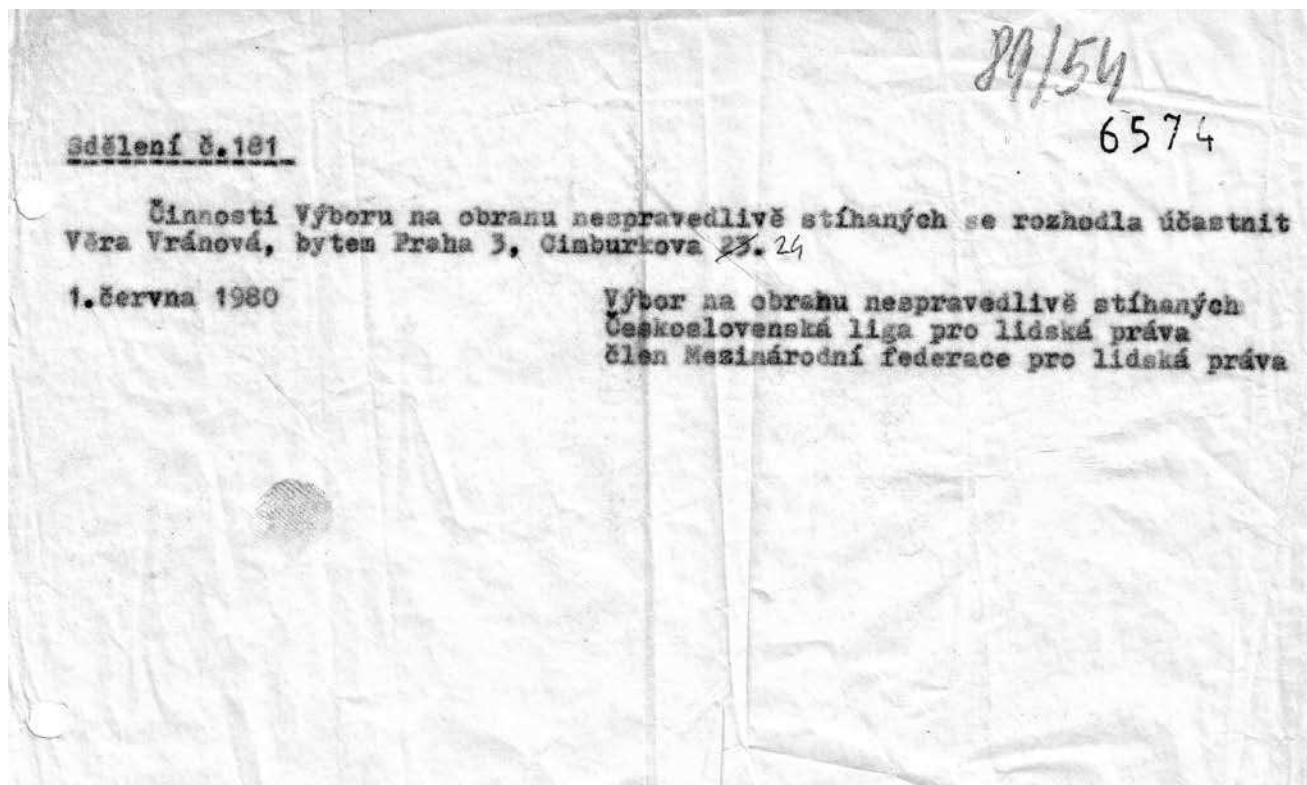 89/54
6574
Sdělení č.181
Činnosti Výboru na obranu nespravedlivě stíhaných se rozhodla účastnit
Věra Vránová, bytem Praha 3, Cimburkova 23. 24
1.června 1980
Výbor na obranu nespravedlivě stíhaných
Československá liga pro lidská práva
člen Mezinárodní federace pro lidská práva